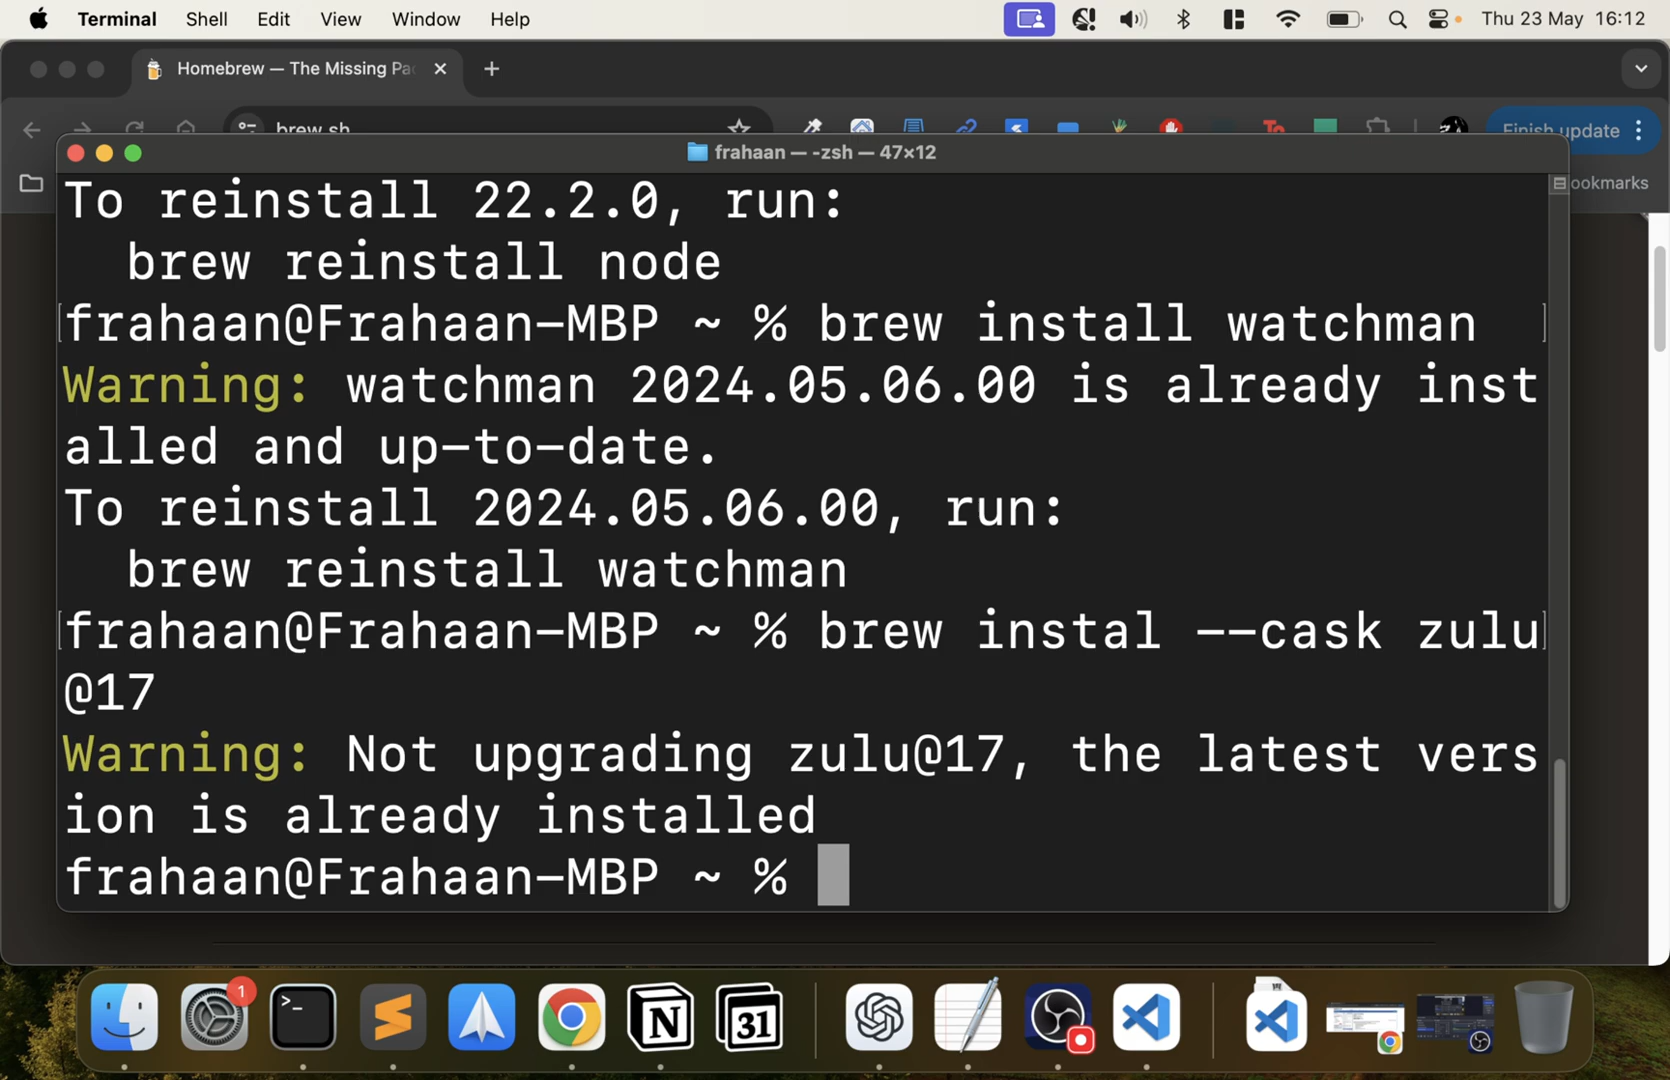 Terminal Shell Edit View Window Help Thu 23 May 16:12
Homebrew — The Missing Pac
brew.sh Finish update
frahaan — -zsh — 47×12
ookmarks
To reinstall 22.2.0, run:
  brew reinstall node
[frahaan@Frahaan-MBP ~ % brew install watchman ]
Warning: watchman 2024.05.06.00 is already inst
alled and up-to-date.
To reinstall 2024.05.06.00, run:
  brew reinstall watchman
[frahaan@Frahaan-MBP ~ % brew instal --cask zulu]
@17
Warning: Not upgrading zulu@17, the latest vers
ion is already installed
frahaan@Frahaan-MBP ~ %
1
31